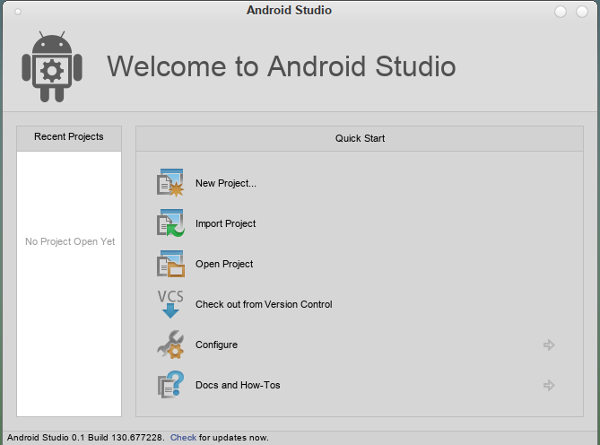 Android Studio
Welcome to Android Studio
Recent Projects
Quick Start
No Project Open Yet
New Project...
Import Project
Open Project
VCS
Check out from Version Control
Configure
?
Docs and How-Tos
Android Studio 0.1 Build 130.677228. Check for updates now.